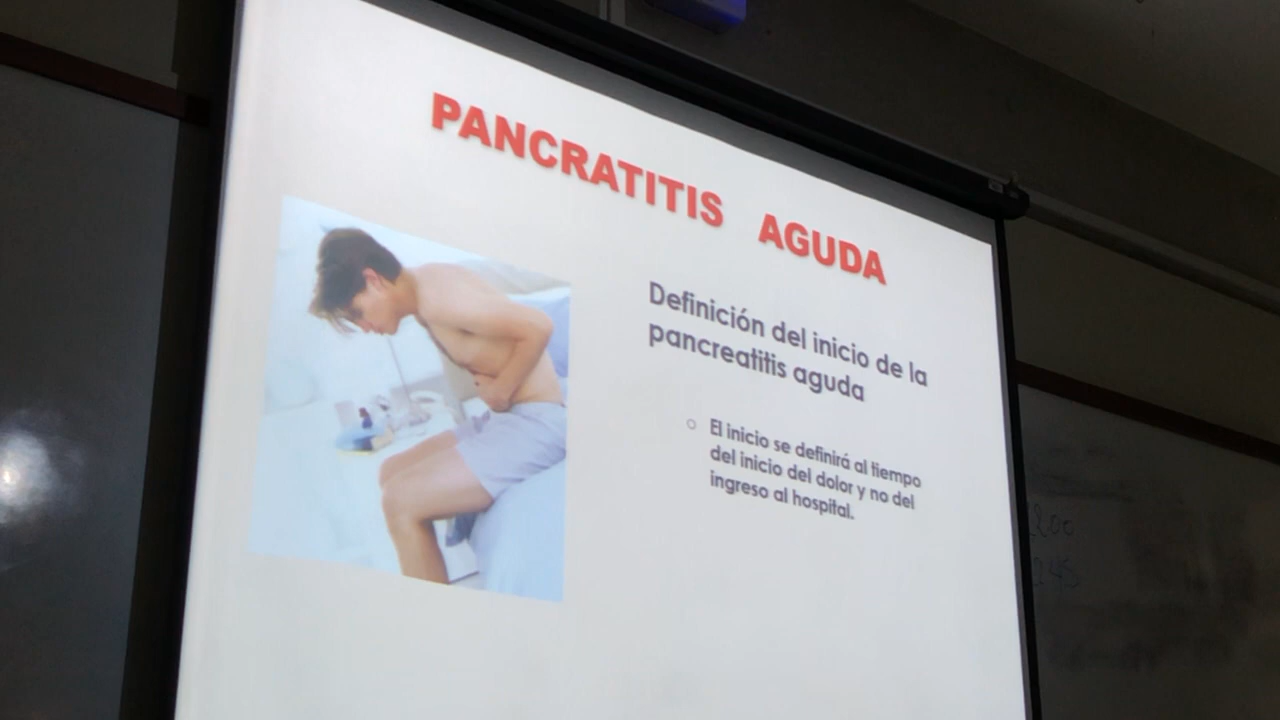 PANCRATITIS AGUDA
Definición del inicio de la
pancreatitis aguda
El inicio se definirá al tiempo
del inicio del dolor y no del
ingreso al hospital.